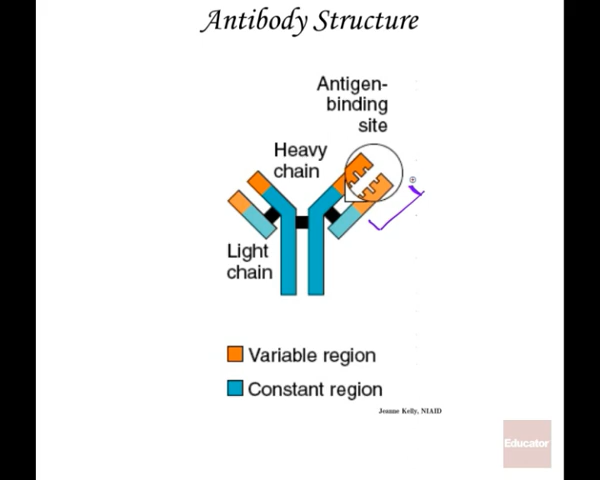 Antibody Structure
Antigen-
binding
site
Heavy
chain
Light
chain
Variable region
Constant region
Jeanne Kelly, NIAID
Educator